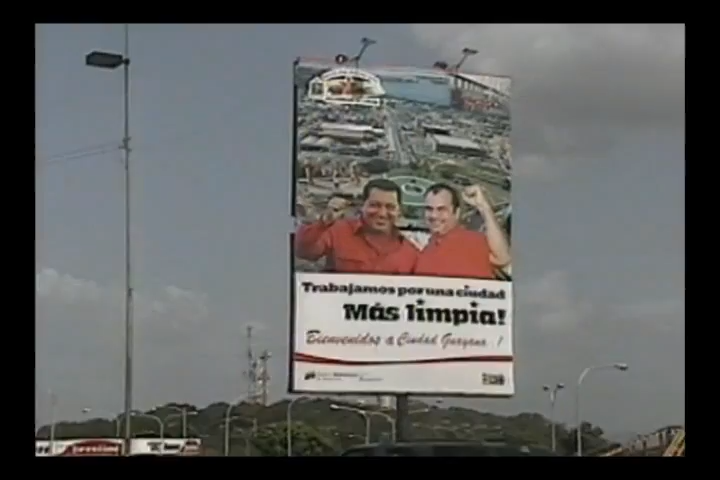 Trabajamos por una ciudad
Más limpia!
Bienvenidos a Ciudad Guayana !